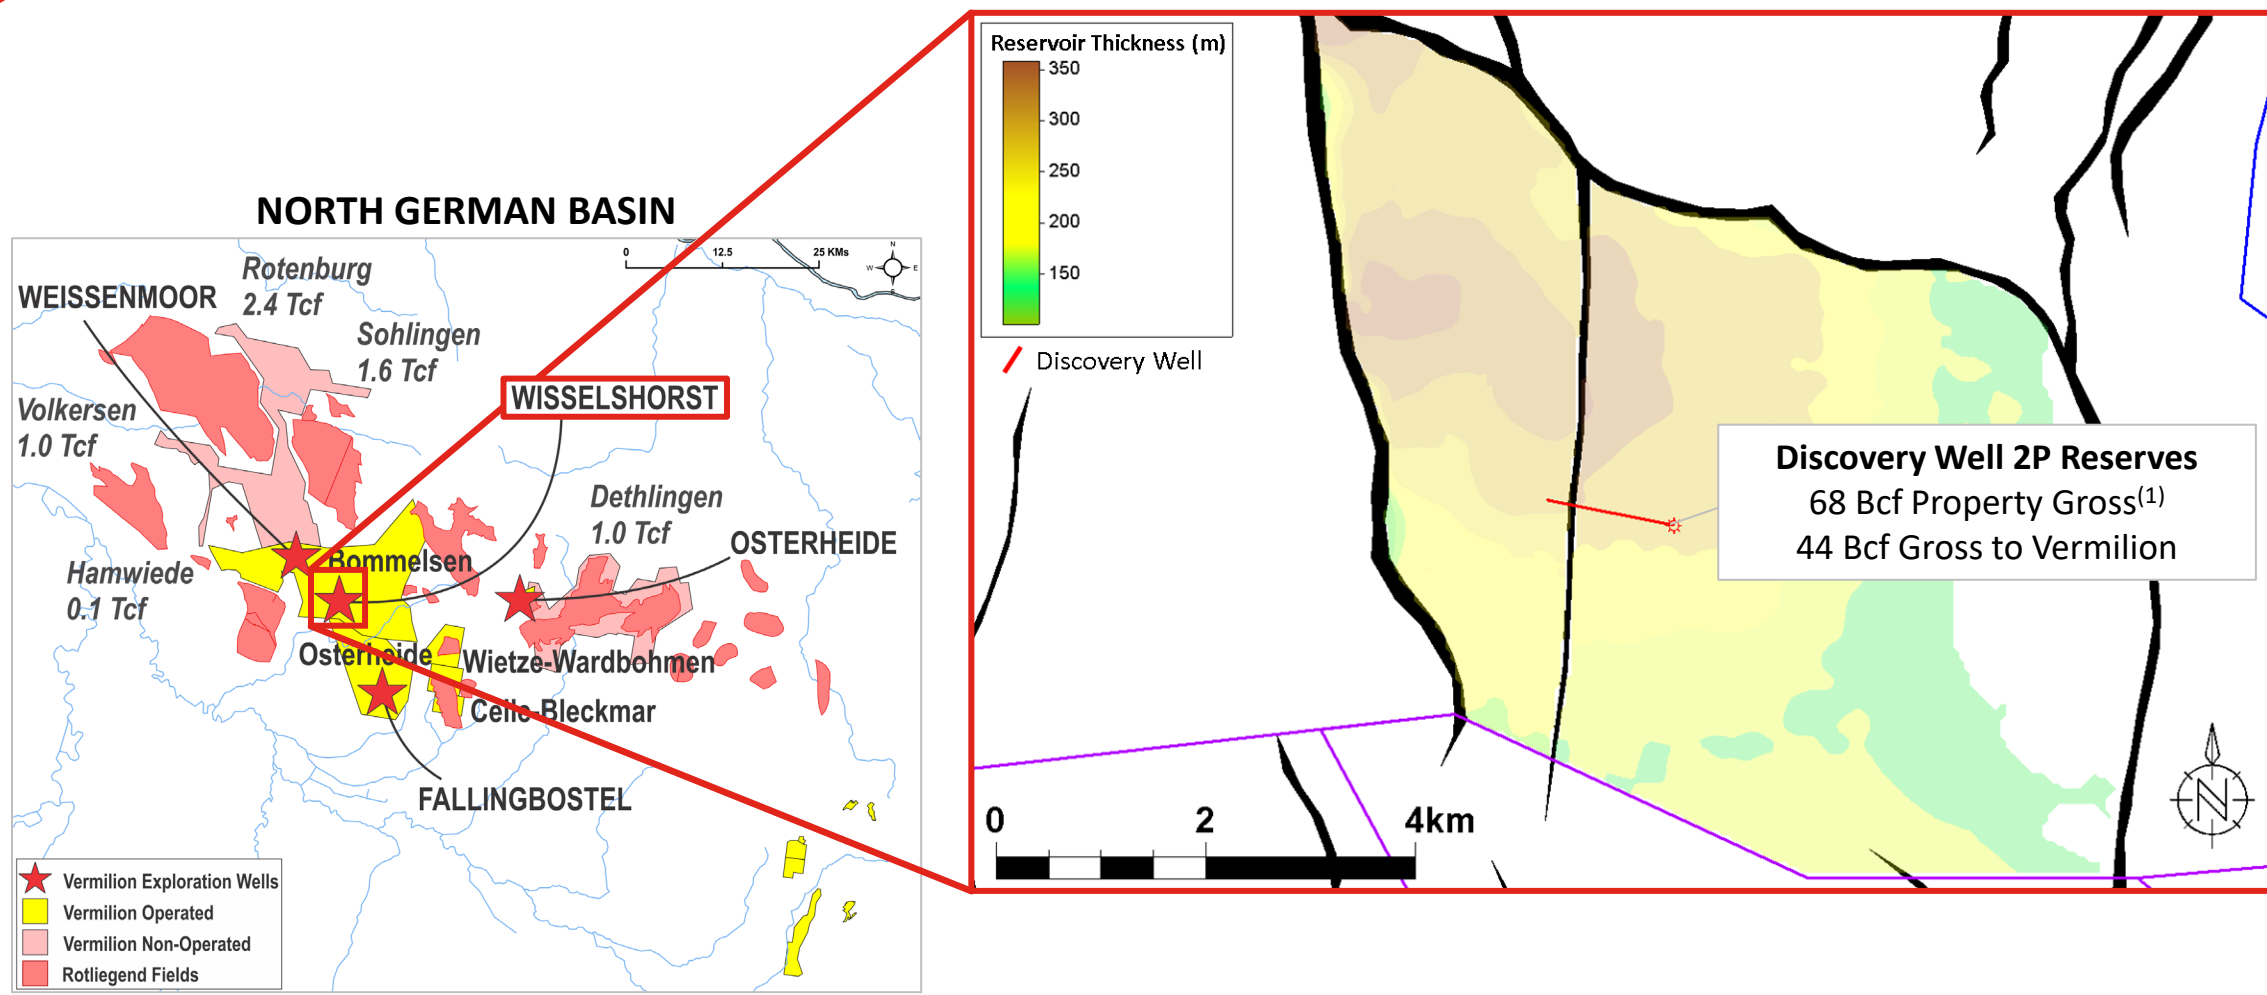 NORTH GERMAN BASIN
0 12.5 25 KMs
N
W E
S
Rotenburg
2.4 Tcf
WEISSENMOOR
Sohlingen
1.6 Tcf
WISSELSHORST
Volkersen
1.0 Tcf
Dethlingen
1.0 Tcf
OSTERHEIDE
Bommelsen
Hamwiede
0.1 Tcf
Osterheide
Wietze-Wardbohmen
Celle-Bleckmar
FALLINGBOSTEL
Vermilion Exploration Wells
Vermilion Operated
Vermilion Non-Operated
Rotliegend Fields
Reservoir Thickness (m)
350
300
250
200
150
Discovery Well
Discovery Well 2P Reserves
68 Bcf Property Gross(1)
44 Bcf Gross to Vermilion
0 2 4km
N